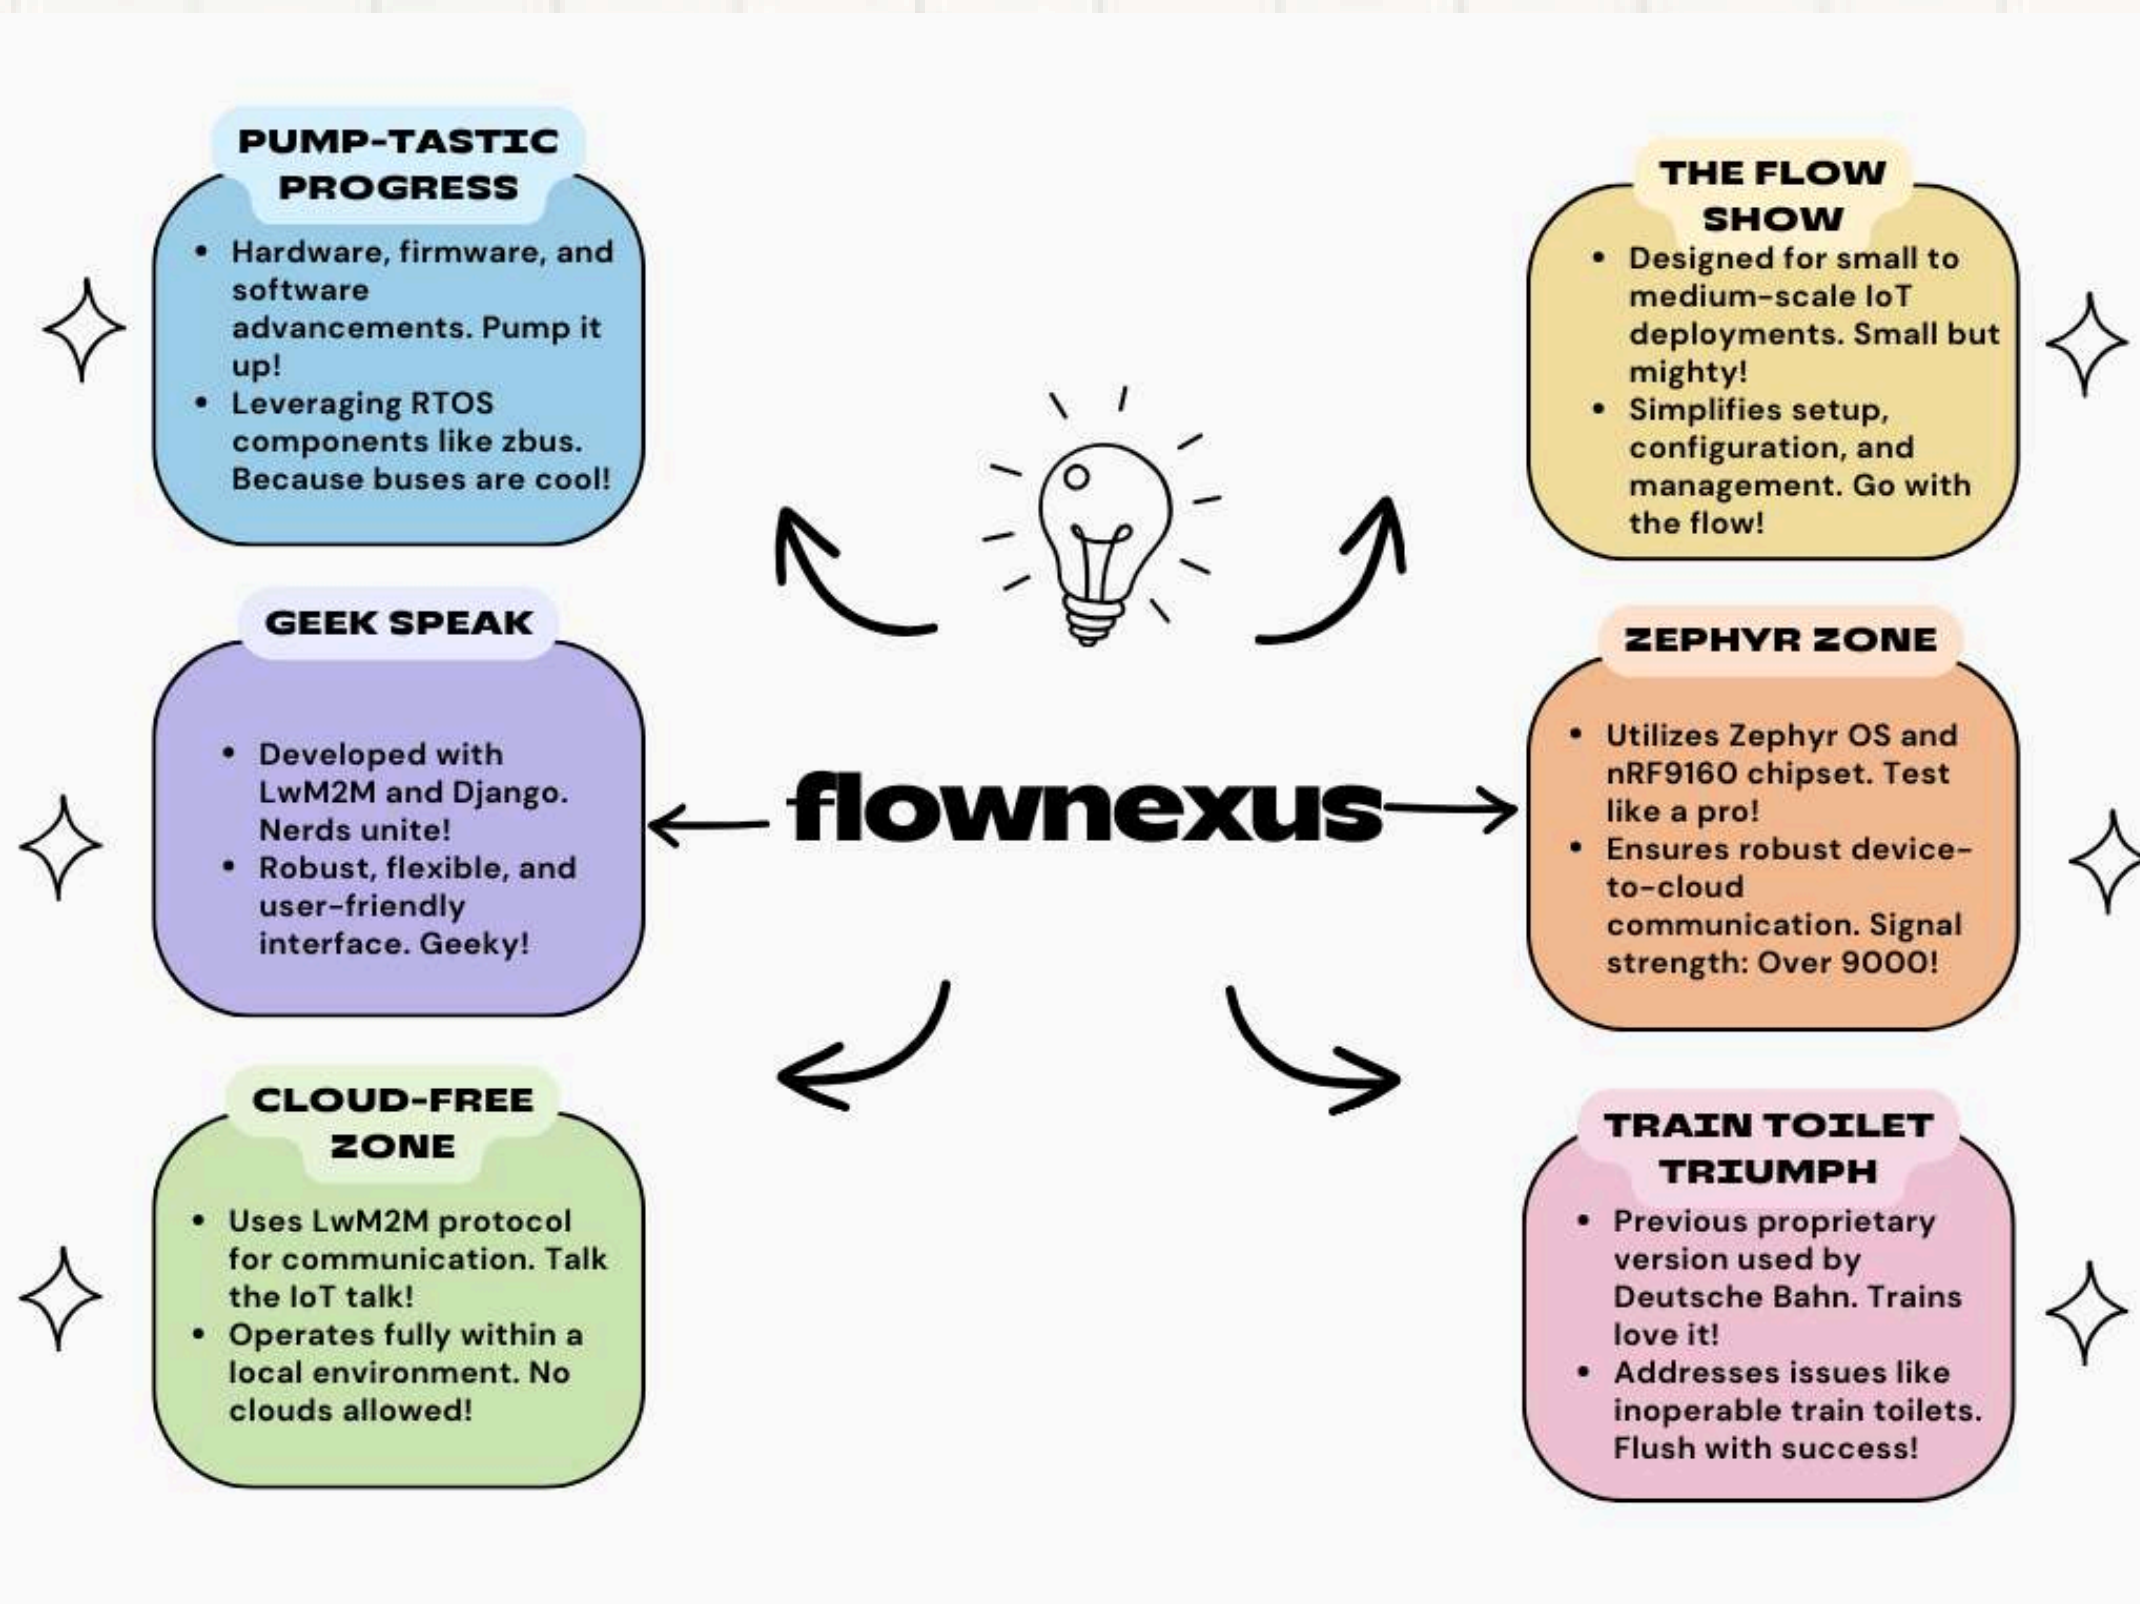 PUMP-TASTIC
PROGRESS
• Hardware, firmware, and
software
advancements. Pump it
up!
• Leveraging RTOS
components like zbus.
Because buses are cool!
GEEK SPEAK
• Developed with
LwM2M and Django.
Nerds unite!
• Robust, flexible, and
user-friendly
interface. Geeky!
CLOUD-FREE
ZONE
• Uses LwM2M protocol
for communication. Talk
the IoT talk!
• Operates fully within a
local environment. No
clouds allowed!
flownexus
THE FLOW
SHOW
• Designed for small to
medium-scale IoT
deployments. Small but
mighty!
• Simplifies setup,
configuration, and
management. Go with
the flow!
ZEPHYR ZONE
• Utilizes Zephyr OS and
nRF9160 chipset. Test
like a pro!
• Ensures robust device-
to-cloud
communication. Signal
strength: Over 9000!
TRAIN TOILET
TRIUMPH
• Previous proprietary
version used by
Deutsche Bahn. Trains
love it!
• Addresses issues like
inoperable train toilets.
Flush with success!